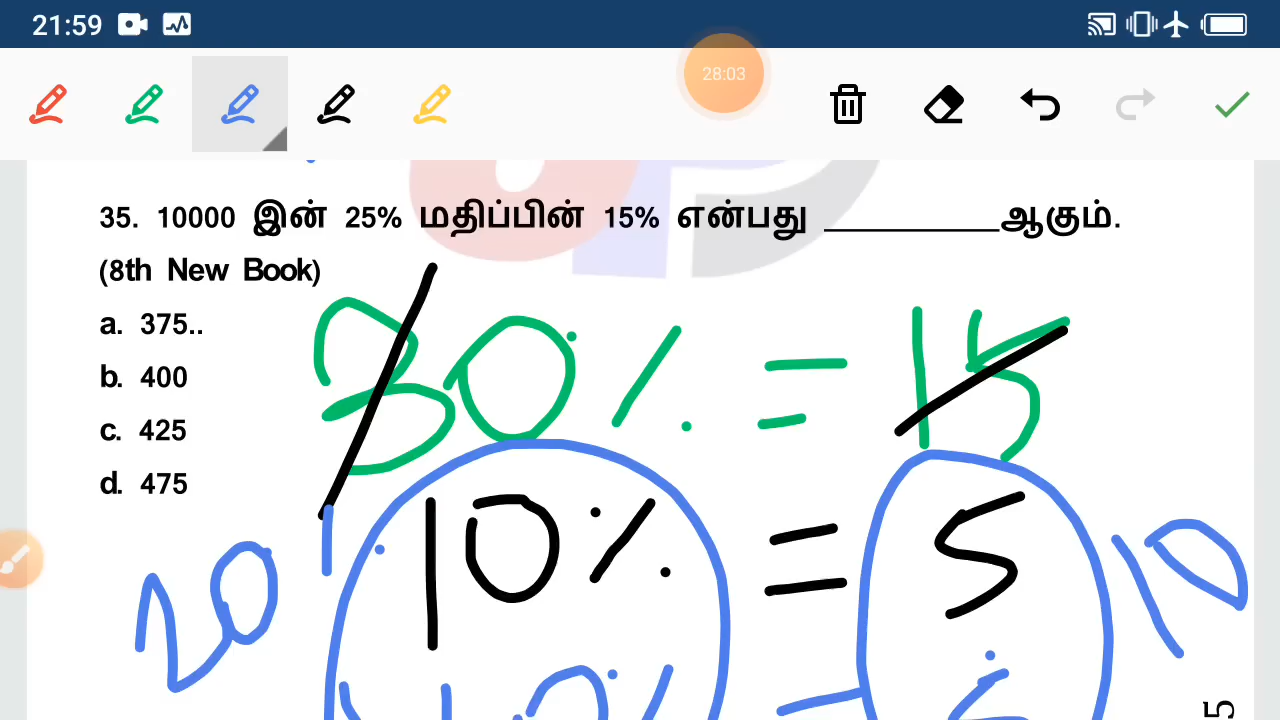 21:59
28:03
35. 10000 இன் 25% மதிப்பின் 15% என்பது __________ஆகும்.
(8th New Book)
a. 375..
b. 400
c. 425
d. 475
30% = 15
10% = 5
20
10
5